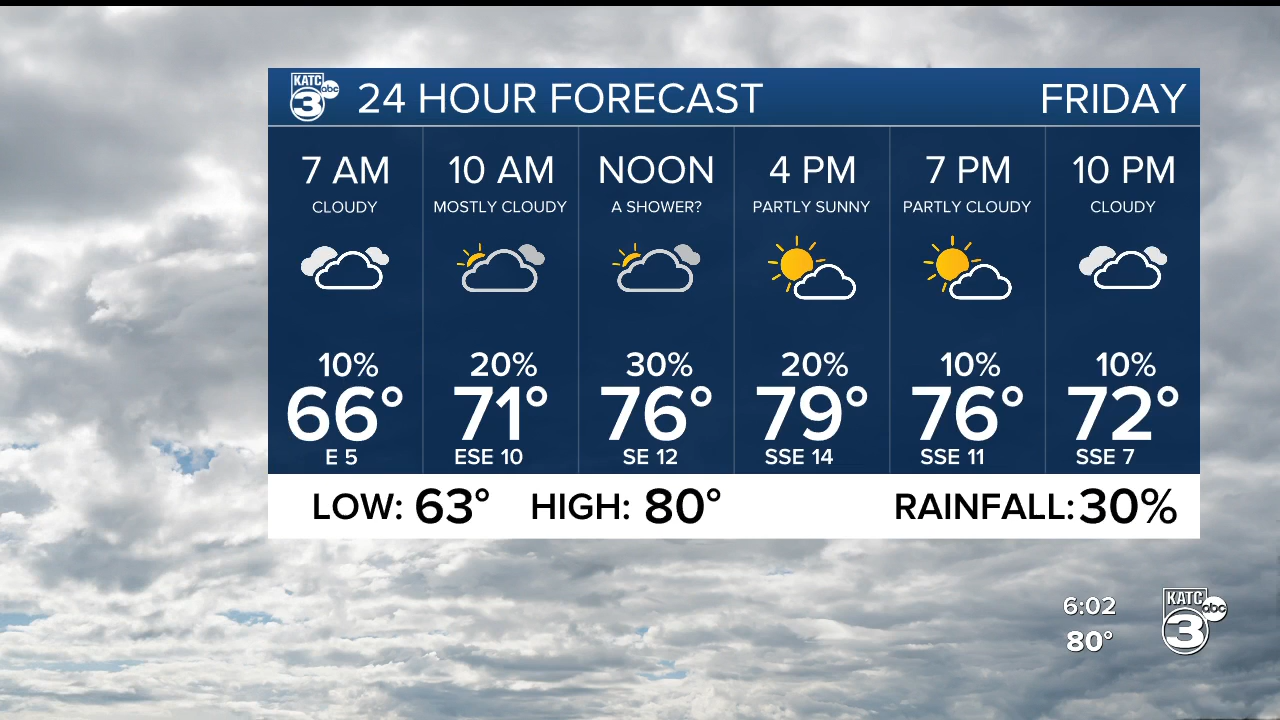 KATC abc 3 24 HOUR FORECAST FRIDAY
7 AM 10 AM NOON 4 PM 7 PM 10 PM
CLOUDY MOSTLY CLOUDY A SHOWER? PARTLY SUNNY PARTLY CLOUDY CLOUDY
10% 20% 30% 20% 10% 10%
66° 71° 76° 79° 76° 72°
E 5 ESE 10 SE 12 SSE 14 SSE 11 SSE 7
LOW: 63° HIGH: 80° RAINFALL: 30%
6:02
80°
KATC abc 3